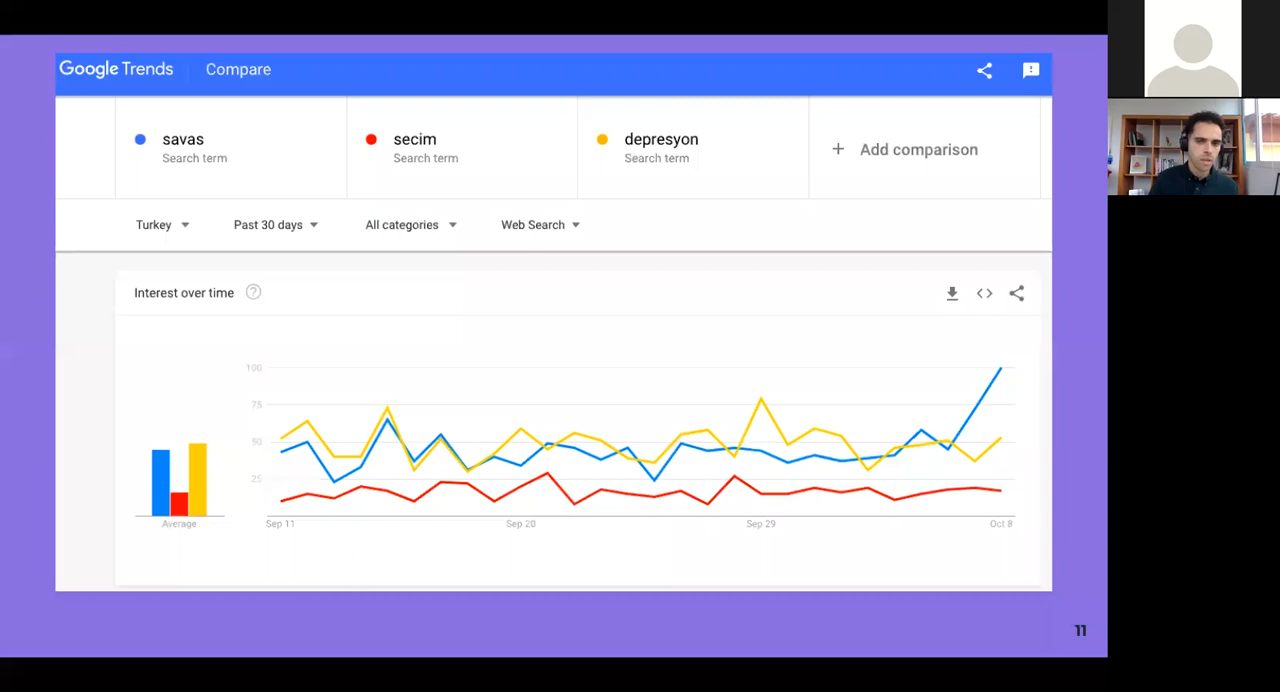 Google Trends Compare
savas
Search term
secim
Search term
depresyon
Search term
+ Add comparison
Turkey Past 30 days All categories Web Search
Interest over time ?
100
75
50
25
Average
Sep 11 Sep 20 Sep 29 Oct 8
11